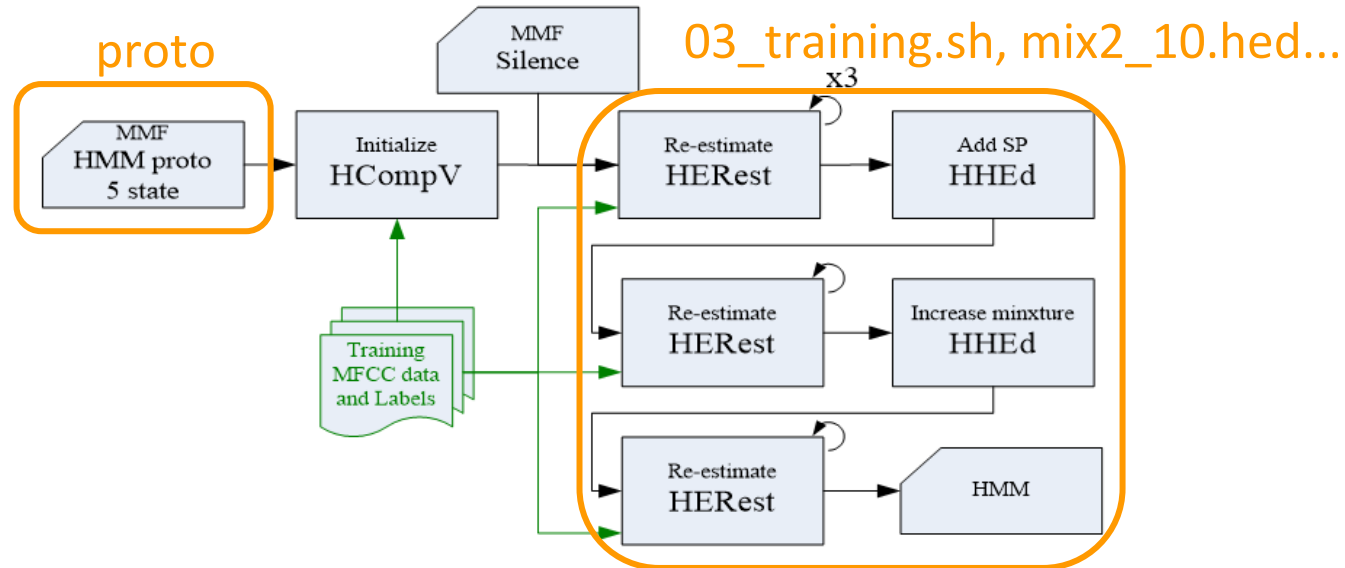 proto
MMF
Silence
03_training.sh, mix2_10.hed...
x3
MMF
HMM proto
5 state
Initialize
HCompV
Re-estimate
HERest
Add SP
HHEd
Training
MFCC data
and Labels
Re-estimate
HERest
Increase minxture
HHEd
Re-estimate
HERest
HMM